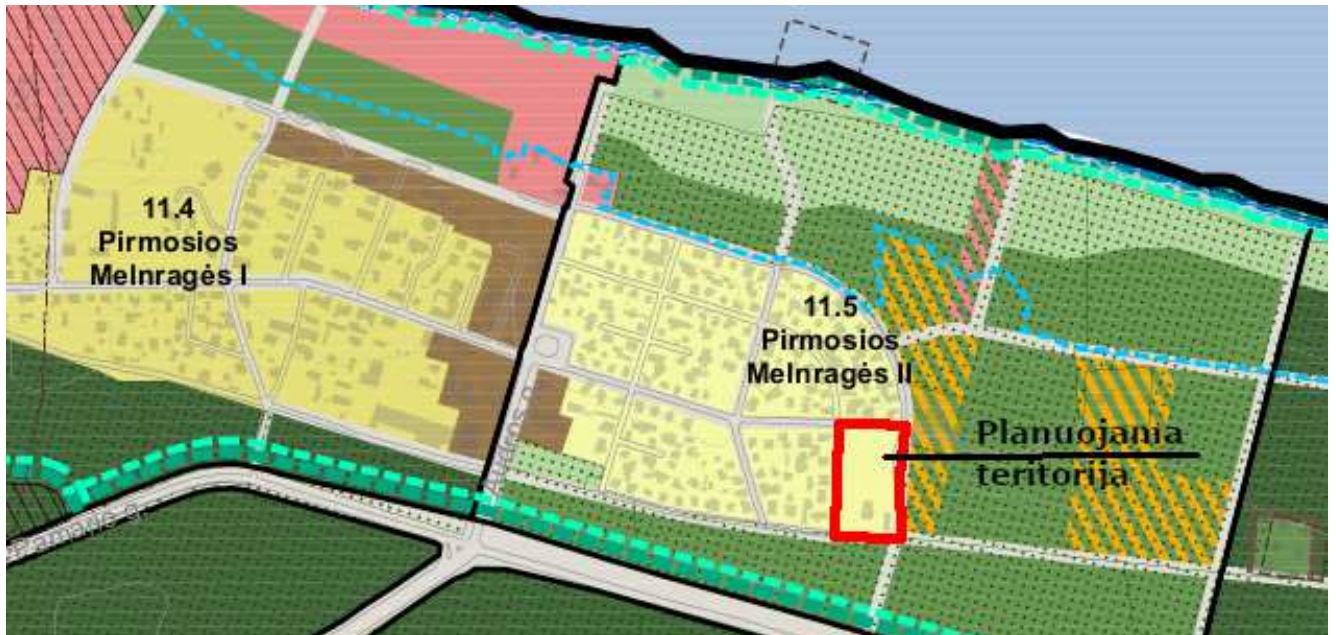 11.4
Pirmosios
Melnragės I
11.5
Pirmosios
Melnragės II
Planuojama
teritorija